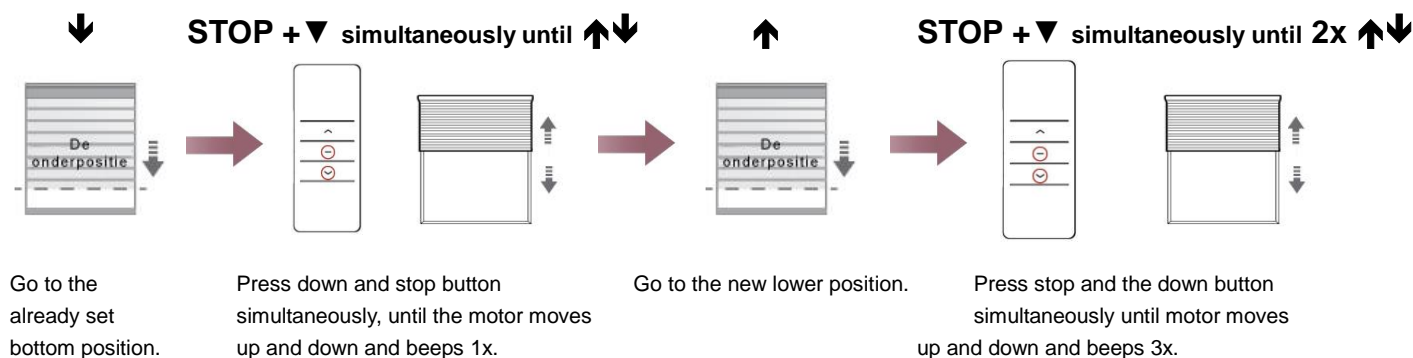 🡻 STOP + ▼ simultaneously until 🡹🡻 🡹 STOP + ▼ simultaneously until 2x 🡹🡻
De
onderpositie
De
onderpositie
Go to the
already set
bottom position.
Press down and stop button
simultaneously, until the motor moves
up and down and beeps 1x.
Go to the new lower position.
Press stop and the down button
simultaneously until motor moves
up and down and beeps 3x.